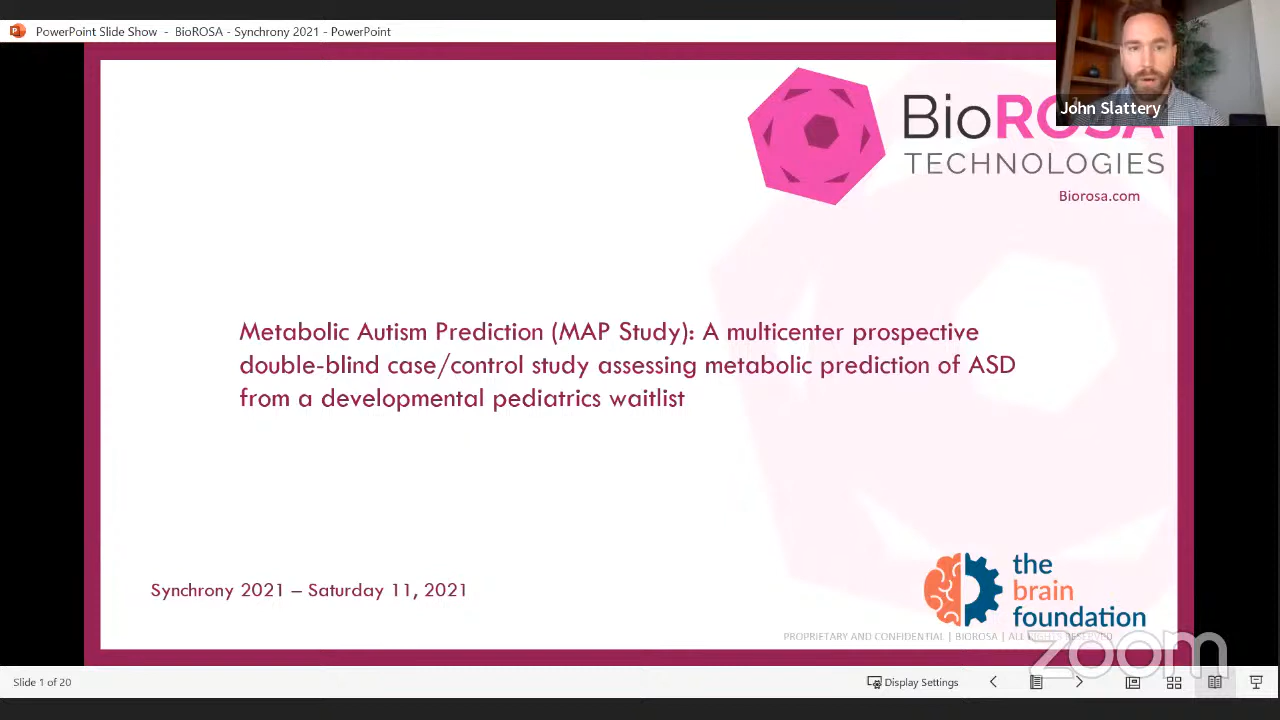 PowerPoint Slide Show - BioROSA - Synchrony 2021 - PowerPoint
John Slattery
BioROSA
TECHNOLOGIES
Biorosa.com
Metabolic Autism Prediction (MAP Study): A multicenter prospective
double-blind case/control study assessing metabolic prediction of ASD
from a developmental pediatrics waitlist
Synchrony 2021 – Saturday 11, 2021
the
brain
foundation
PROPRIETARY AND CONFIDENTIAL | BIOROSA | ALL RIGHTS RESERVED
zoom
Slide 1 of 20
Display Settings